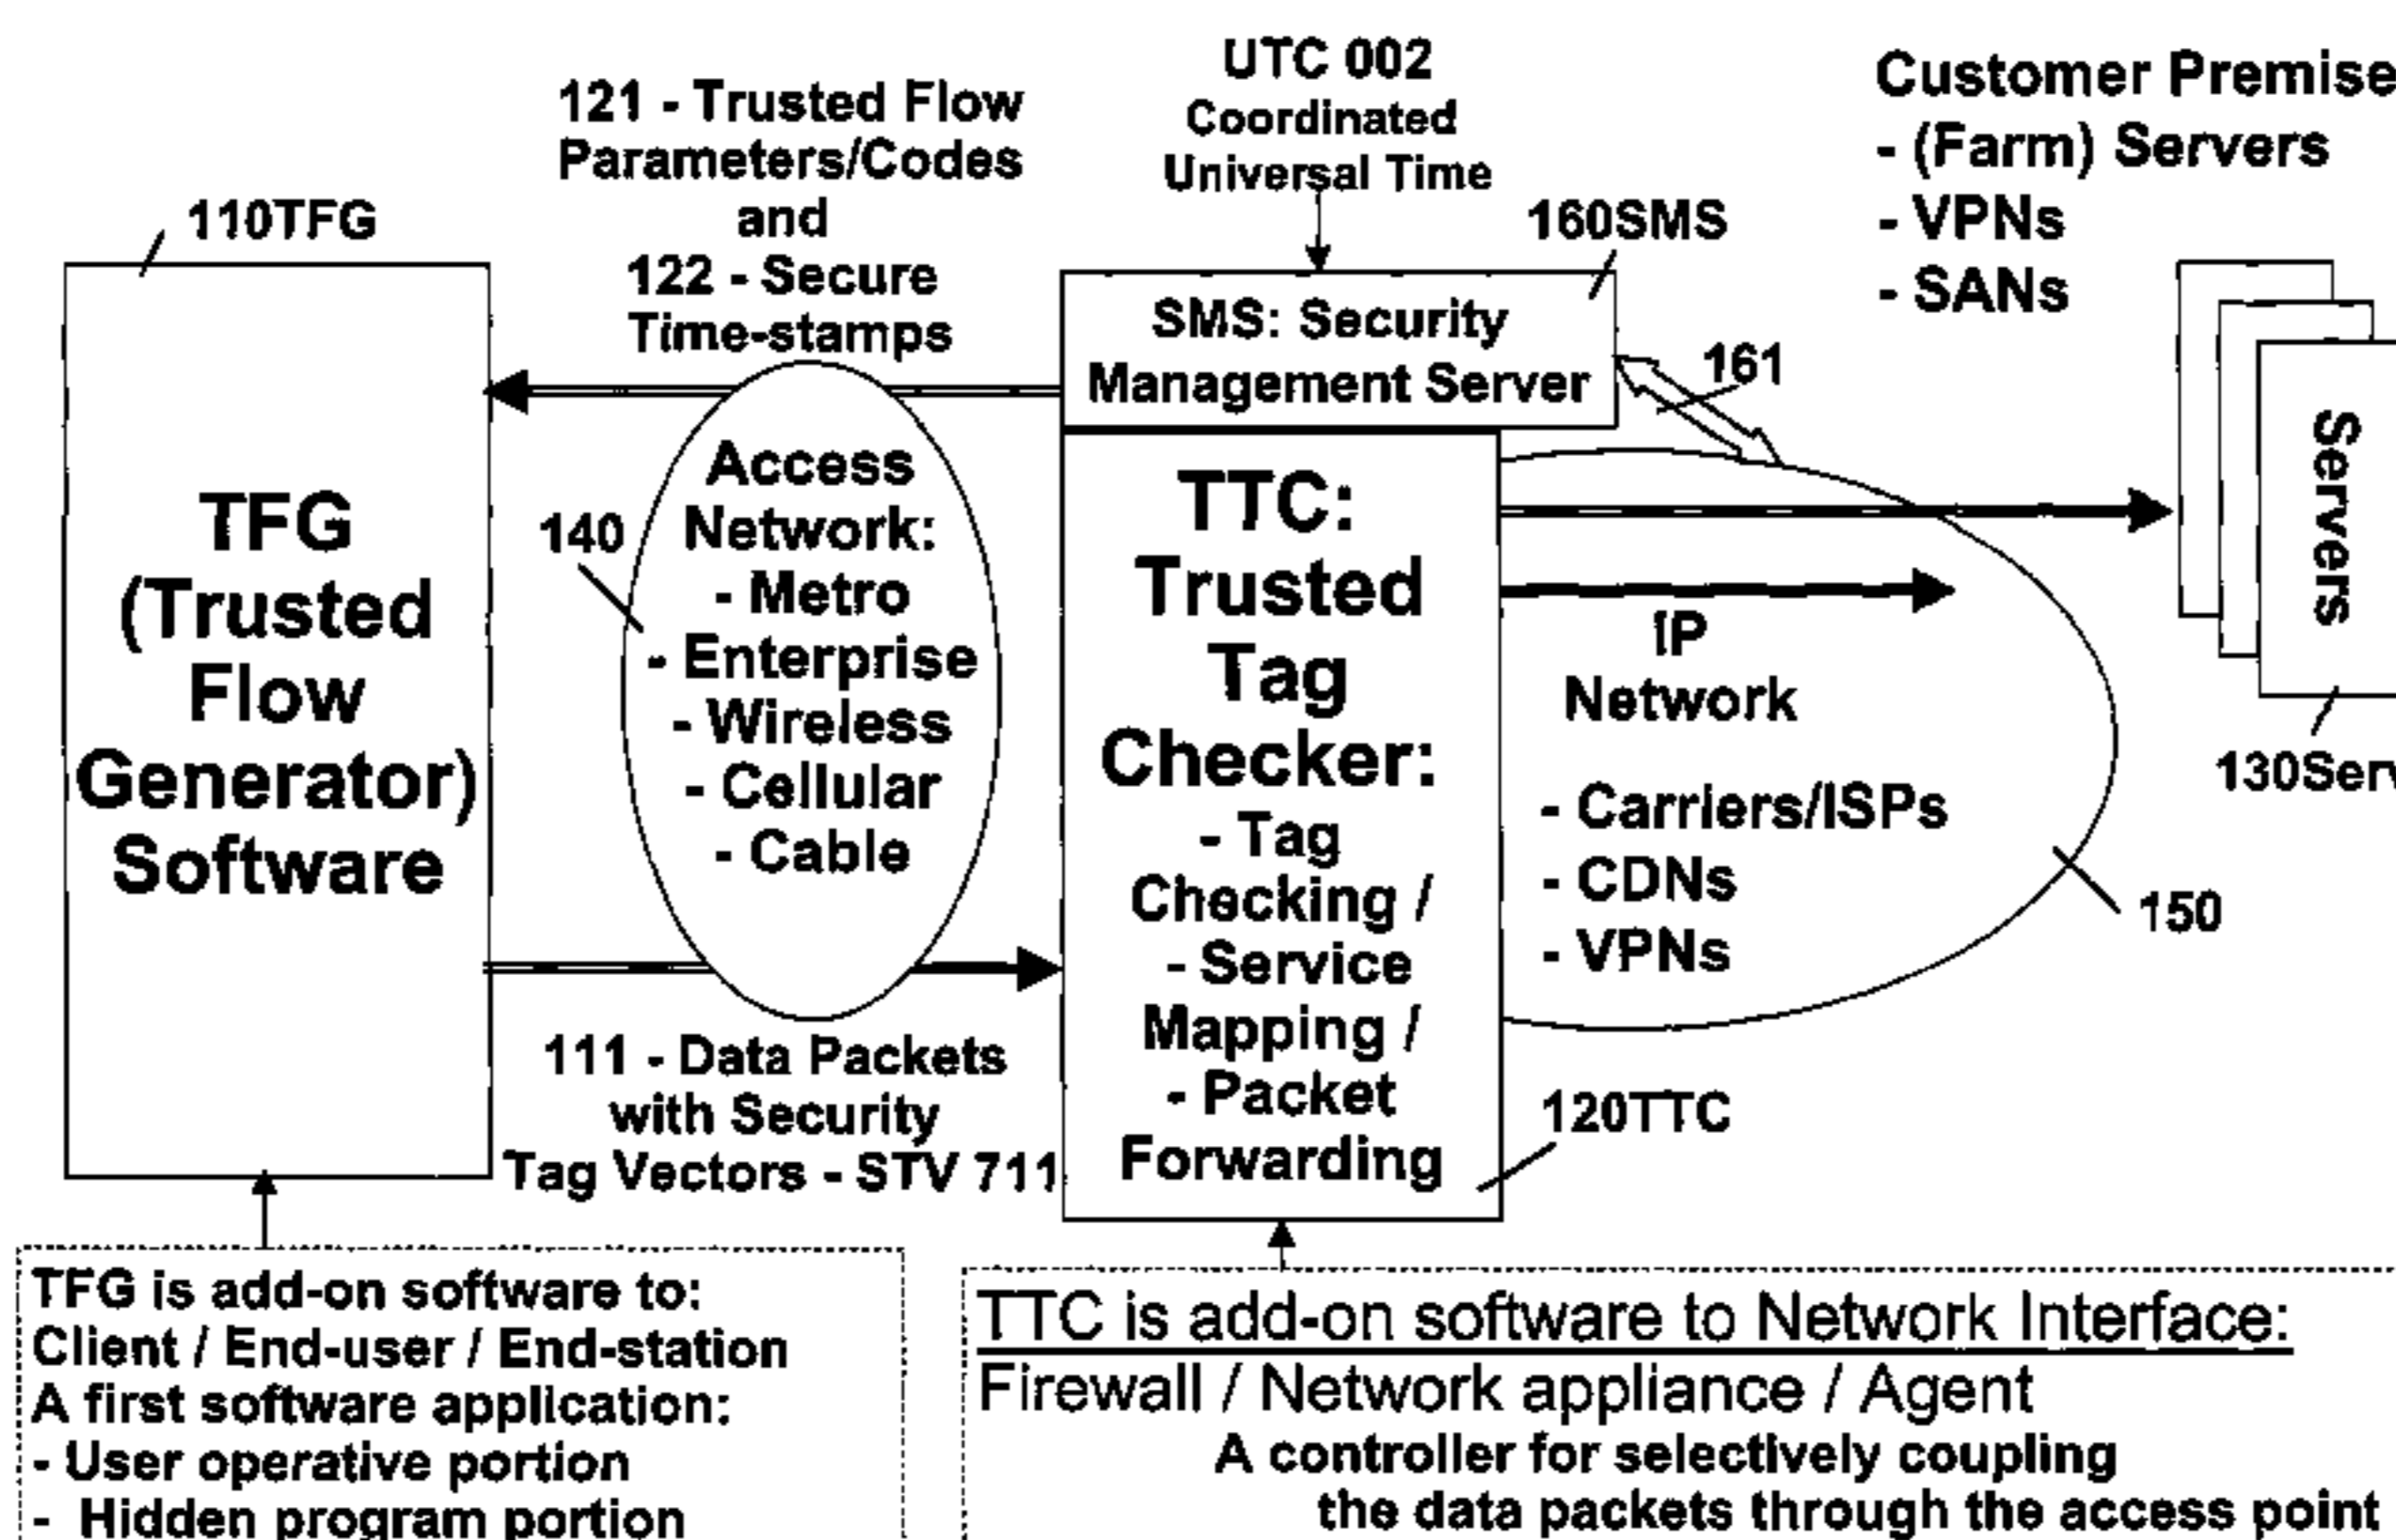 UTC 002
Coordinated
Universal Time
121 - Trusted Flow
Parameters/Codes
and
122 - Secure
Time-stamps
Customer Premise
- (Farm) Servers
- VPNs
- SANs
110TFG
160SMS
SMS: Security
Management Server
161
TFG
(Trusted
Flow
Generator)
Software
140
Access
Network:
- Metro
- Enterprise
- Wireless
- Cellular
- Cable
TTC:
Trusted
Tag
Checker:
- Tag
Checking /
- Service
Mapping /
- Packet
Forwarding
IP
Network
- Carriers/ISPs
- CDNs
- VPNs
Servers
130Serv
150
111 - Data Packets
with Security
Tag Vectors - STV 711
120TTC
TFG is add-on software to:
Client / End-user / End-station
A first software application:
- User operative portion
- Hidden program portion
TTC is add-on software to Network Interface:
Firewall / Network appliance / Agent
A controller for selectively coupling
the data packets through the access point